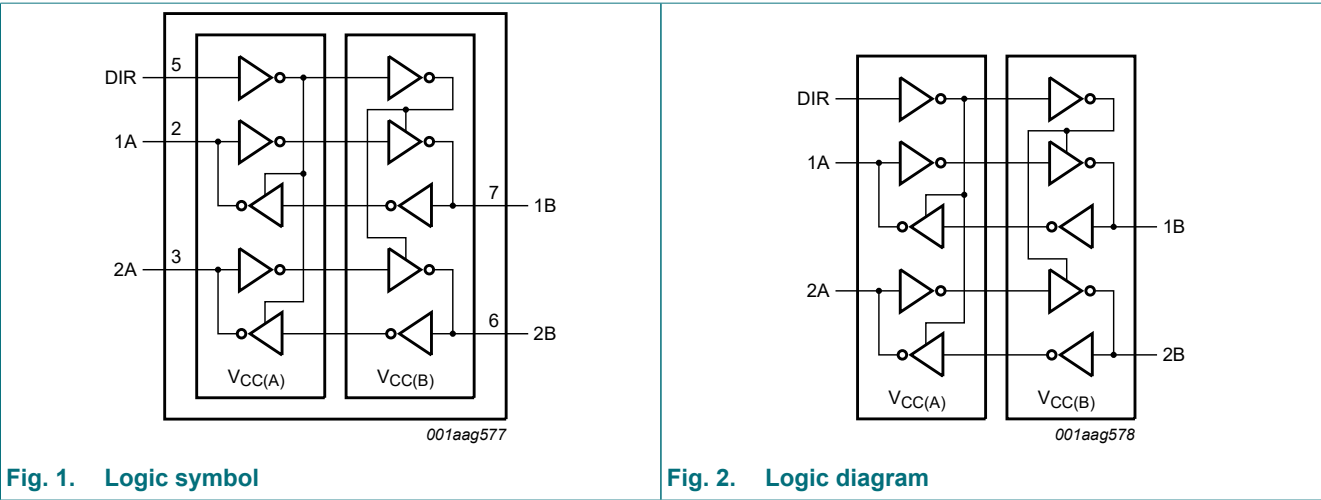 DIR
5
1A
2
7
1B
2A
3
6
2B
VCC(A)
VCC(B)
001aag577
Fig. 1. Logic symbol
DIR
1A
1B
2A
2B
VCC(A)
VCC(B)
001aag578
Fig. 2. Logic diagram